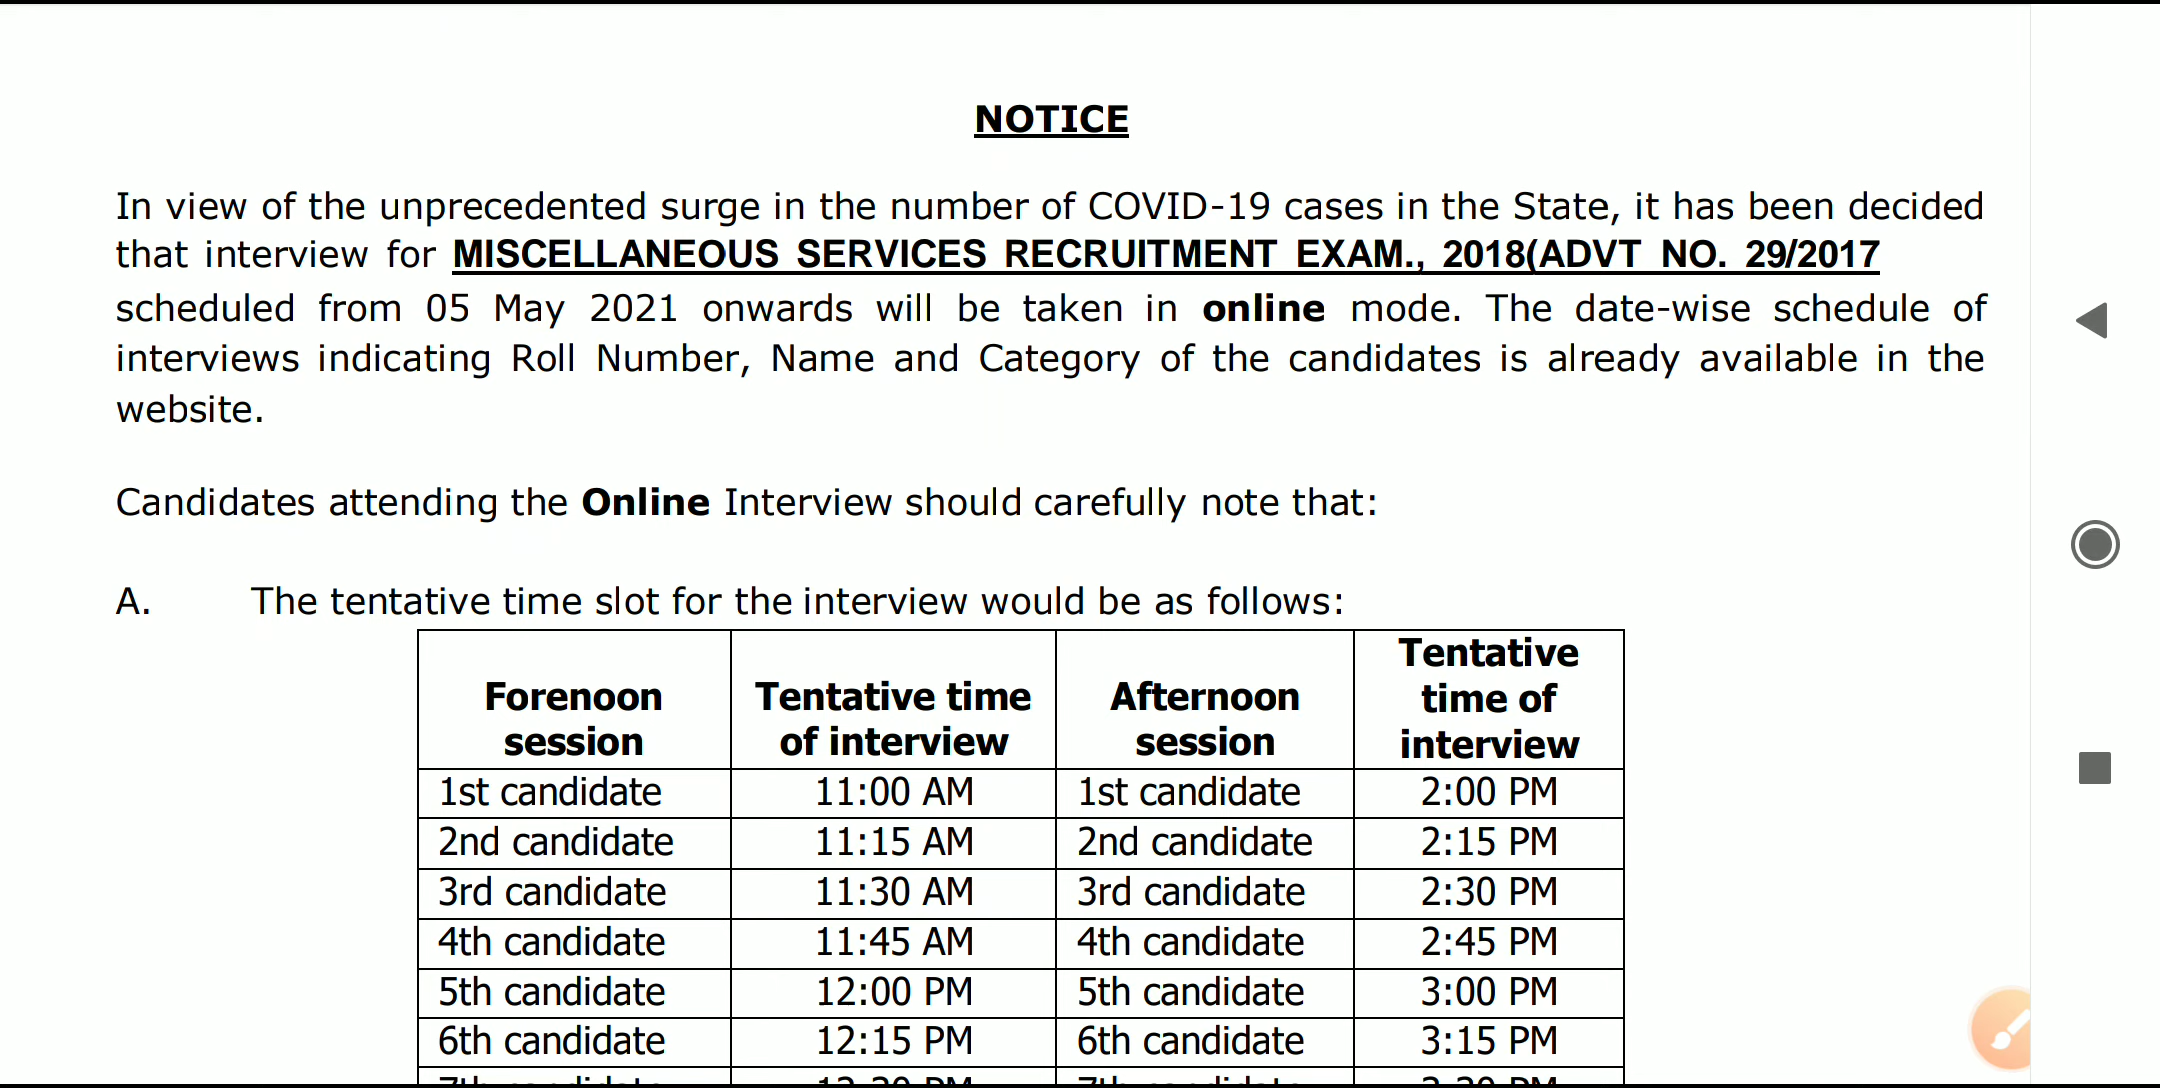 NOTICE
In view of the unprecedented surge in the number of COVID-19 cases in the State, it has been decided
that interview for MISCELLANEOUS SERVICES RECRUITMENT EXAM., 2018(ADVT NO. 29/2017
scheduled from 05 May 2021 onwards will be taken in online mode. The date-wise schedule of
interviews indicating Roll Number, Name and Category of the candidates is already available in the
website.
Candidates attending the Online Interview should carefully note that:
A. The tentative time slot for the interview would be as follows:
Forenoon session Tentative time of interview Afternoon session Tentative time of interview
1st candidate 11:00 AM 1st candidate 2:00 PM
2nd candidate 11:15 AM 2nd candidate 2:15 PM
3rd candidate 11:30 AM 3rd candidate 2:30 PM
4th candidate 11:45 AM 4th candidate 2:45 PM
5th candidate 12:00 PM 5th candidate 3:00 PM
6th candidate 12:15 PM 6th candidate 3:15 PM